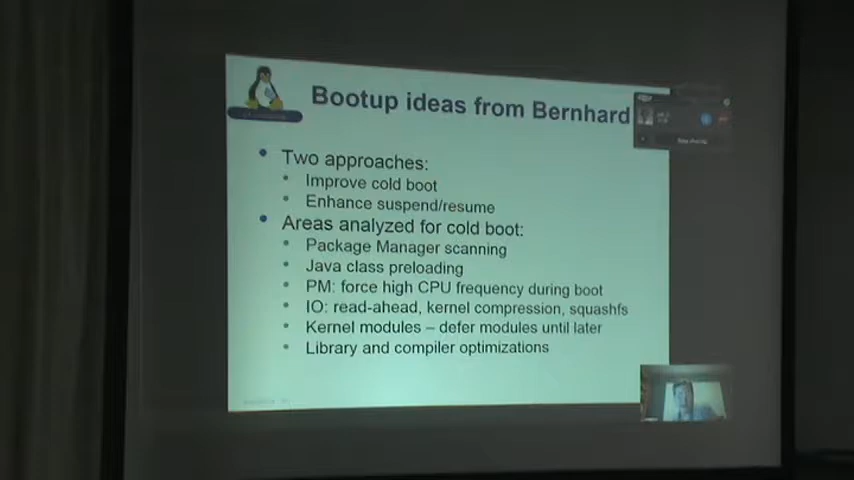 Bootup ideas from Bernhard
Two approaches:
Improve cold boot
Enhance suspend/resume
Areas analyzed for cold boot:
Package Manager scanning
Java class preloading
PM: force high CPU frequency during boot
IO: read-ahead, kernel compression, squashfs
Kernel modules – defer modules until later
Library and compiler optimizations